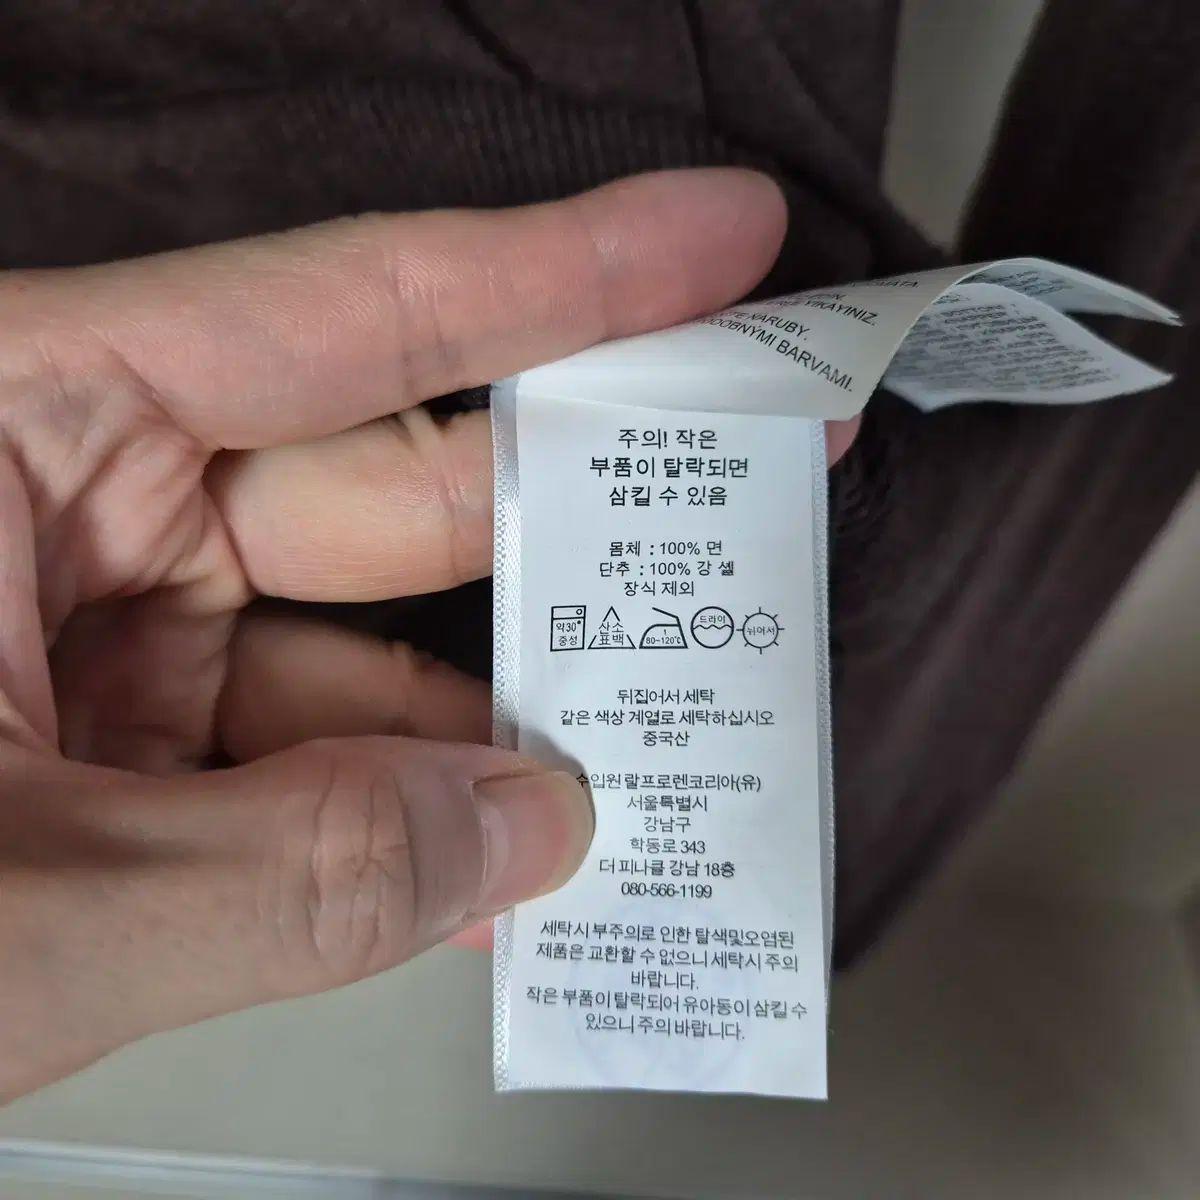 YIKAYINIZ.
NARUBY.
BARVAMI.
주의! 작은
부품이 탈락되면
삼킬 수 있음
몸체 : 100% 면
단추 : 100% 강 셸
장식 제외
약30°
중성
산소
표백
1
80-120℃
드라이
뉘어서
뒤집어서 세탁
같은 색상 계열로 세탁하십시오
중국산
수입원 랄프로렌코리아(유)
서울특별시
강남구
학동로 343
더 피나클 강남 18층
080-566-1199
세탁시 부주의로 인한 탈색및오염된
제품은 교환할 수 없으니 세탁시 주의
바랍니다.
작은 부품이 탈락되어 유아동이 삼킬 수
있으니 주의 바랍니다.